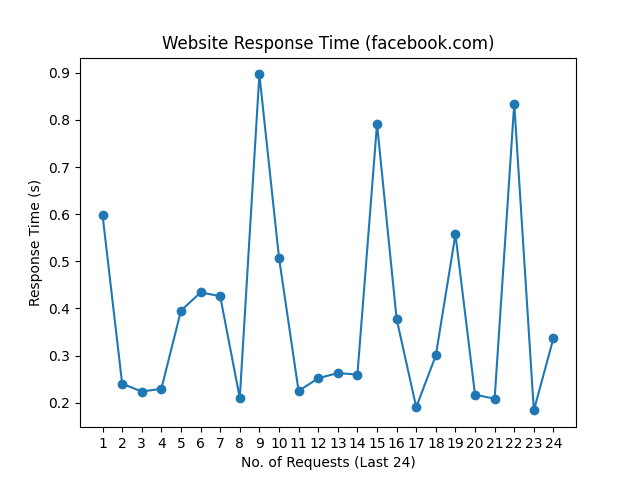 Website Response Time (facebook.com)
0.9
0.8
0.7
0.6
0.5
0.4
0.3
0.2
Response Time (s)
1 2 3 4 5 6 7 8 9 10 11 12 13 14 15 16 17 18 19 20 21 22 23 24
No. of Requests (Last 24)